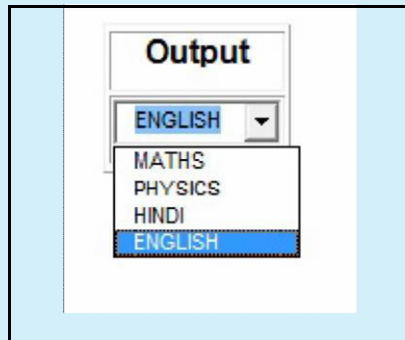 Output
ENGLISH
MATHS
PHYSICS
HINDI
ENGLISH